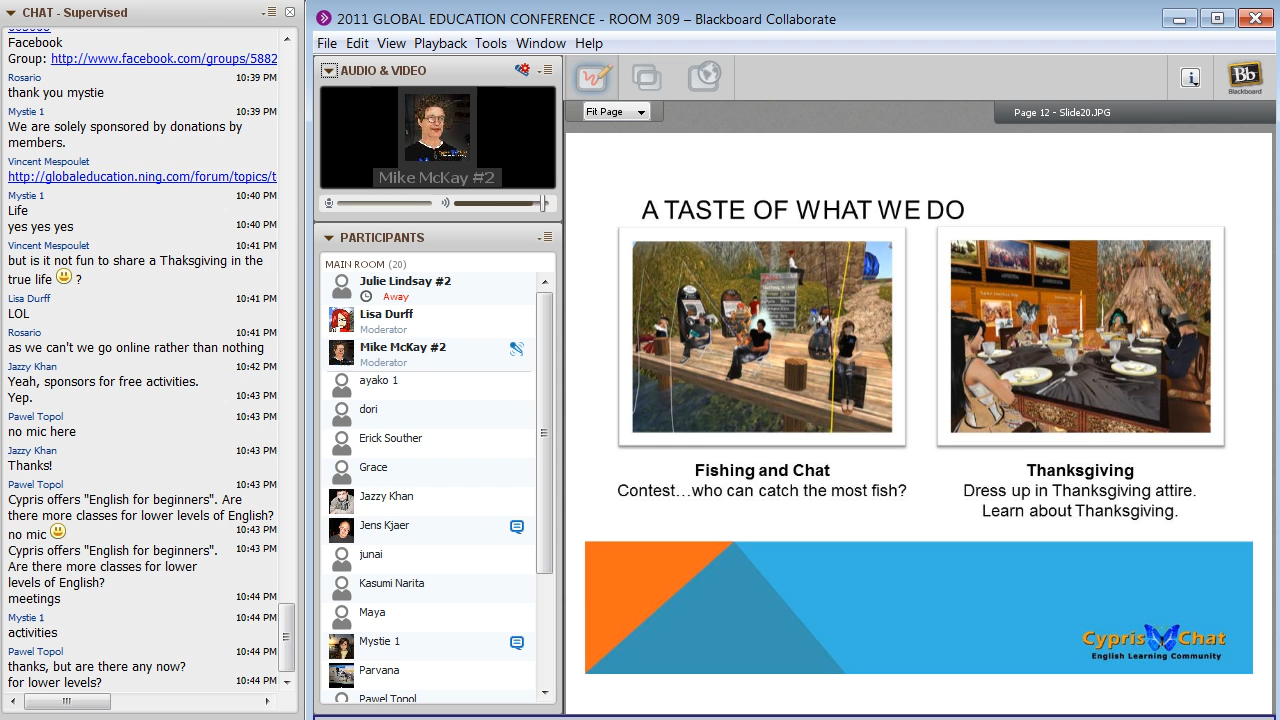 CHAT - Supervised
Facebook
Group: http://www.facebook.com/groups/5882
Rosario 10:39 PM
thank you mystie
Mystie 1 10:39 PM
We are solely sponsored by donations by
members.
Vincent Mespoulet
http://globaleducation.ning.com/forum/topics/t
Mystie 1 10:40 PM
Life
yes yes yes 10:40 PM
Vincent Mespoulet 10:41 PM
but is it not fun to share a Thaksgiving in the
true life ?
Lisa Durff 10:41 PM
LOL
Rosario 10:41 PM
as we can't we go online rather than nothing
Jazzy Khan 10:42 PM
Yeah, sponsors for free activities.
Yep. 10:43 PM
Pawel Topol 10:43 PM
no mic here
Jazzy Khan 10:43 PM
Thanks!
Pawel Topol 10:43 PM
Cypris offers "English for beginners". Are
there more classes for lower levels of English?
no mic 10:43 PM
Cypris offers "English for beginners". 10:43 PM
Are there more classes for lower
levels of English?
meetings 10:44 PM
Mystie 1 10:44 PM
activities
Pawel Topol 10:44 PM
thanks, but are there any now?
for lower levels? 10:44 PM
2011 GLOBAL EDUCATION CONFERENCE - ROOM 309 – Blackboard Collaborate
File Edit View Playback Tools Window Help
AUDIO & VIDEO
Mike McKay #2
PARTICIPANTS
MAIN ROOM (20)
Julie Lindsay #2
Away
Lisa Durff
Moderator
Mike McKay #2
Moderator
ayako 1
dori
Erick Souther
Grace
Jazzy Khan
Jens Kjaer
junai
Kasumi Narita
Maya
Mystie 1
Parvana
Pawel Topol
Bb
Blackboard
Fit Page
Page 12 - Slide20.JPG
A TASTE OF WHAT WE DO
Fishing and Chat
Contest…who can catch the most fish?
Thanksgiving
Dress up in Thanksgiving attire.
Learn about Thanksgiving.
Cypris Chat
English Learning Community